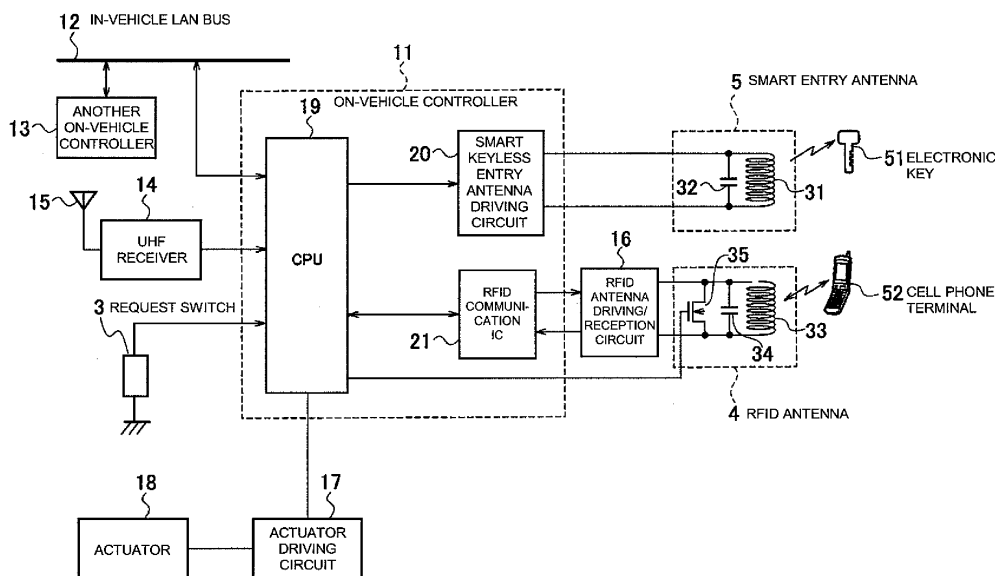 12 IN-VEHICLE LAN BUS
11
ON-VEHICLE CONTROLLER
5 SMART ENTRY ANTENNA
13
ANOTHER
ON-VEHICLE
CONTROLLER
19
20
SMART
KEYLESS
ENTRY
ANTENNA
DRIVING
CIRCUIT
32
31
51 ELECTRONIC
KEY
15
14
UHF
RECEIVER
CPU
16
35
RFID
COMMUNI-
CATION
IC
21
RFID
ANTENNA
DRIVING/
RECEPTION
CIRCUIT
34
33
52 CELL PHONE
TERMINAL
3 REQUEST SWITCH
4 RFID ANTENNA
18
ACTUATOR
17
ACTUATOR
DRIVING
CIRCUIT